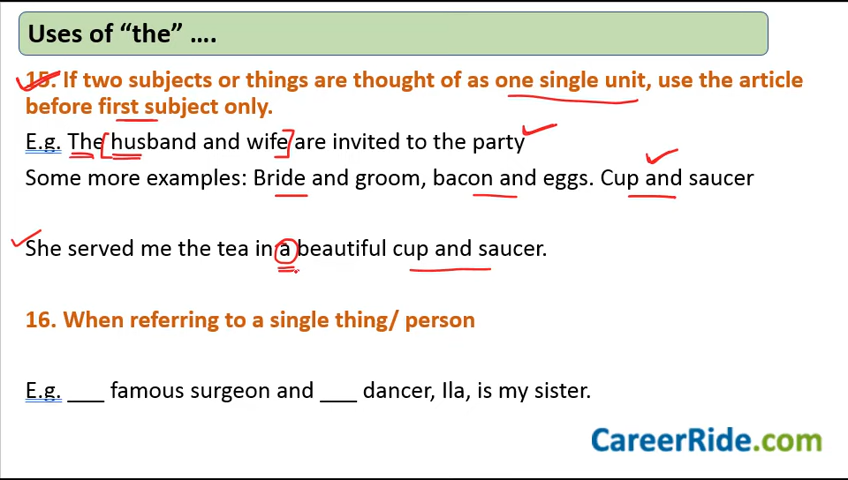 Uses of “the” ….
15. If two subjects or things are thought of as one single unit, use the article
before first subject only.
E.g. The husband and wife are invited to the party
Some more examples: Bride and groom, bacon and eggs. Cup and saucer
She served me the tea in a beautiful cup and saucer.
16. When referring to a single thing/ person
E.g. ___ famous surgeon and ___ dancer, Ila, is my sister.
CareerRide.com